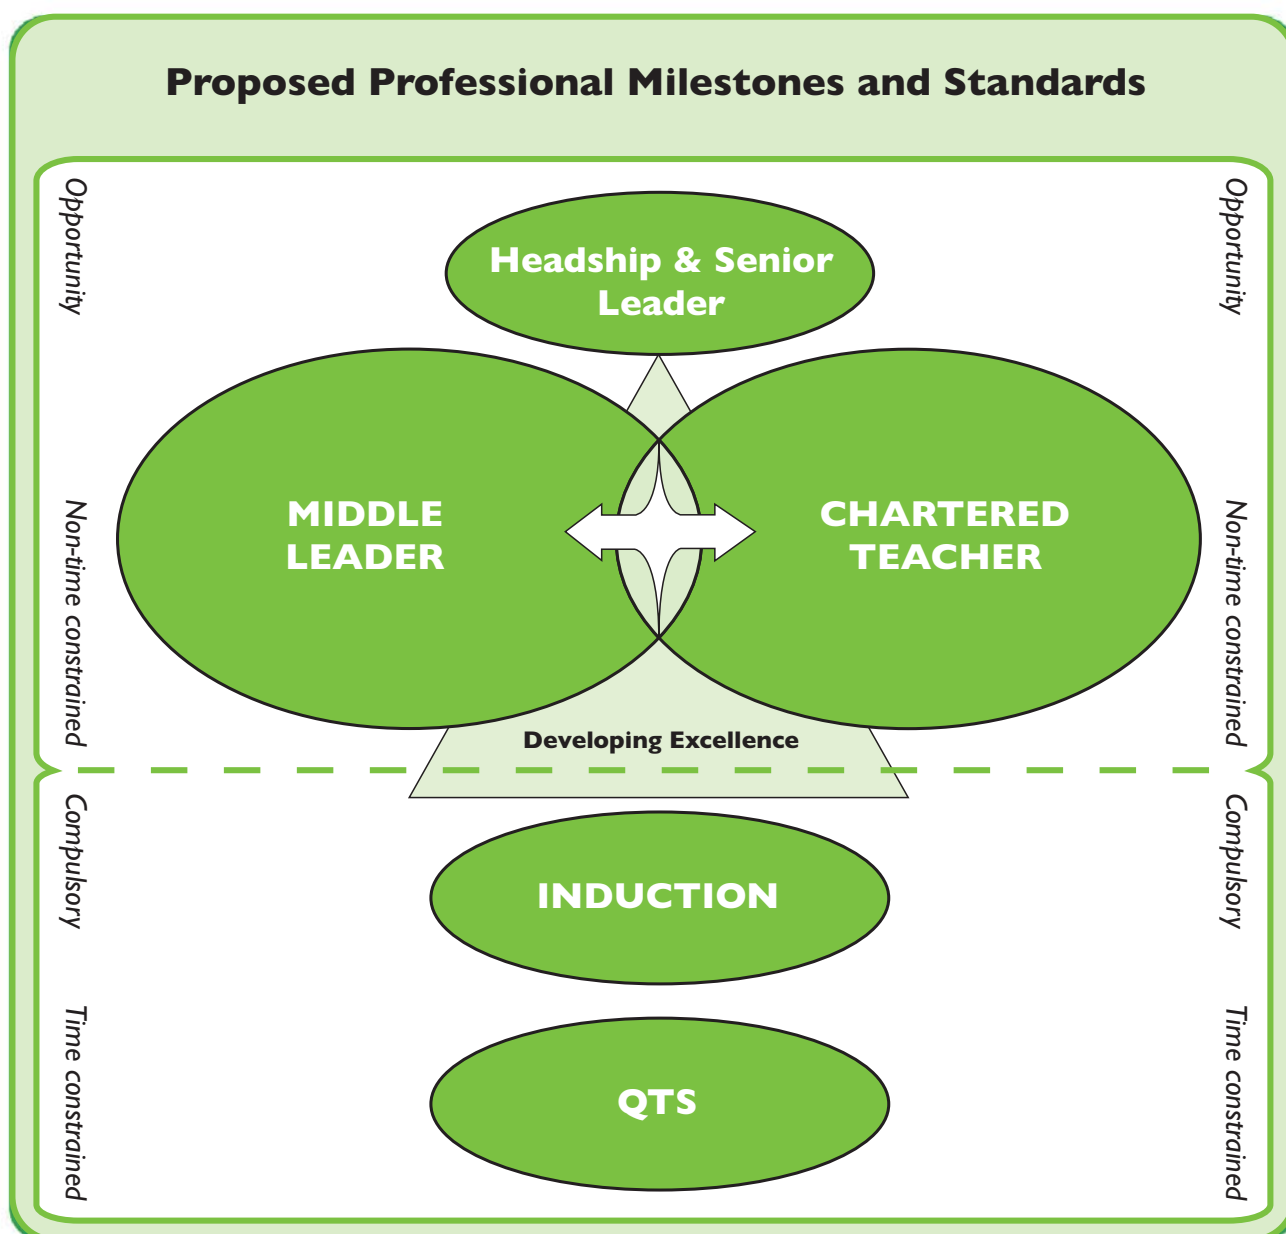 Proposed Professional Milestones and Standards
Opportunity
Opportunity
Headship & Senior
Leader
MIDDLE
LEADER
CHARTERED
TEACHER
Non-time constrained
Non-time constrained
Developing Excellence
Compulsory
Compulsory
INDUCTION
Time constrained
Time constrained
QTS